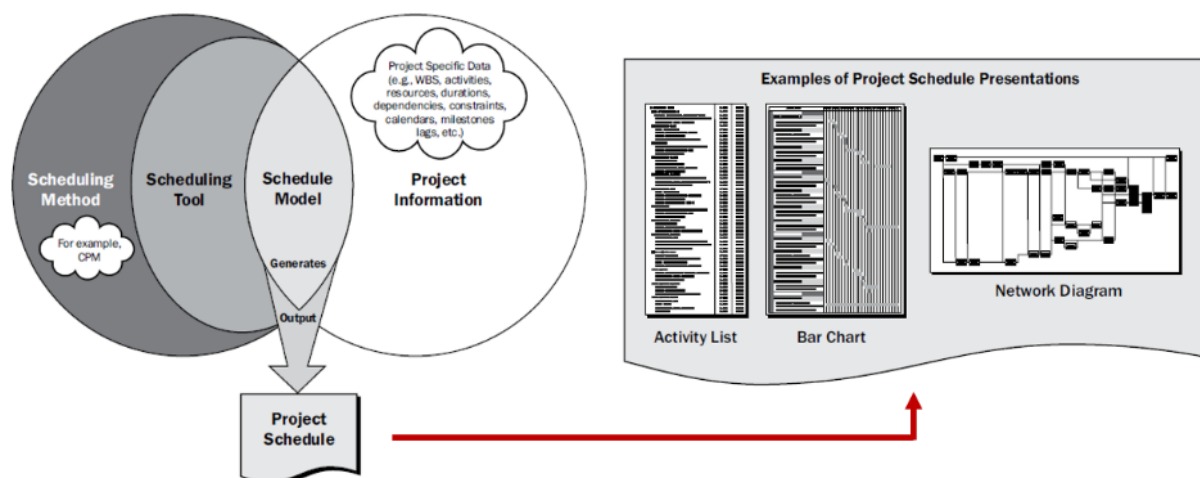 Project Specific Data
(e.g., WBS, activities,
resources, durations,
dependencies, constraints,
calendars, milestones
lags, etc.)
Scheduling
Method
Scheduling
Tool
Schedule
Model
Project
Information
For example,
CPM
Generates
Output
Project
Schedule
Examples of Project Schedule Presentations
Activity List
Bar Chart
Network Diagram